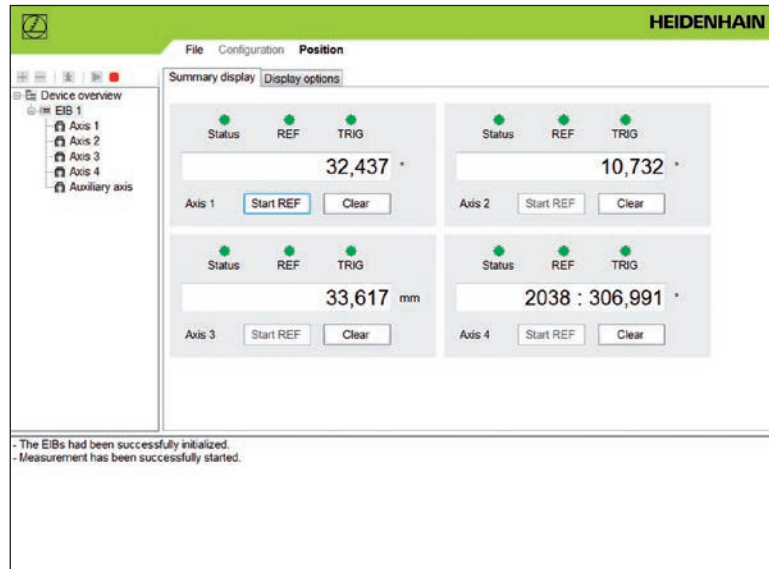 HEIDENHAIN
File Configuration Position
Summary display Display options
Device overview
EIB 1
Axis 1
Axis 2
Axis 3
Axis 4
Auxiliary axis
Status REF TRIG
32,437 °
Axis 1 Start REF Clear
Status REF TRIG
10,732 °
Axis 2 Start REF Clear
Status REF TRIG
33,617 mm
Axis 3 Start REF Clear
Status REF TRIG
2038 : 306,991 °
Axis 4 Start REF Clear
- The EIBs had been successfully initialized.
- Measurement has been successfully started.